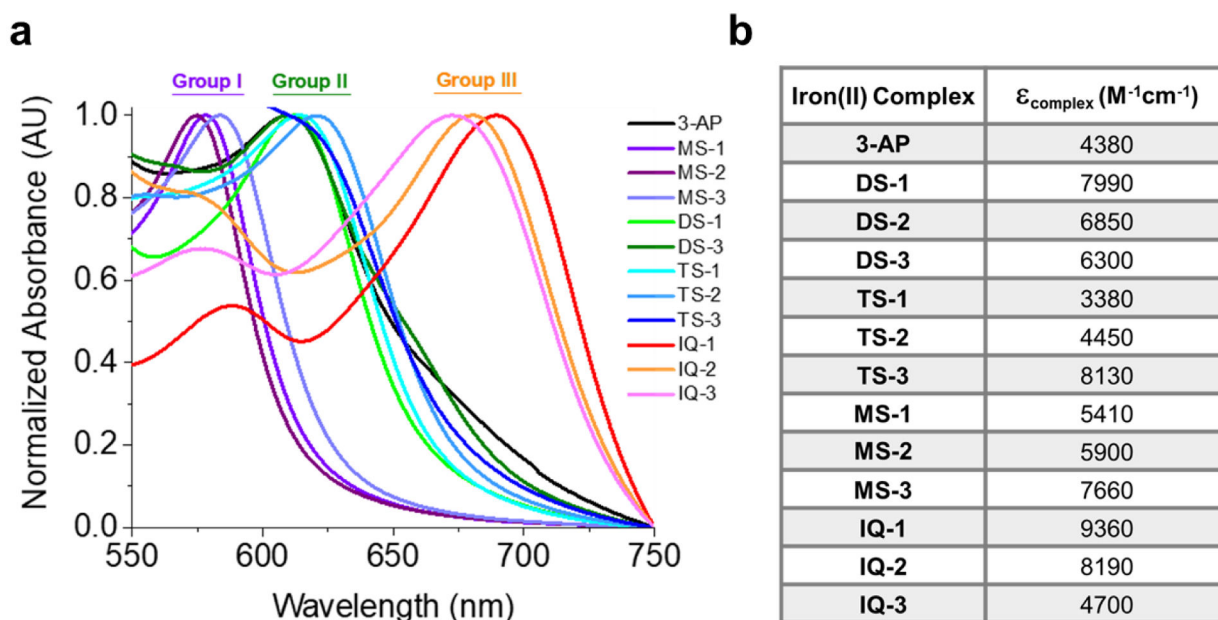 a
Group I Group II Group III
Normalized Absorbance (AU)
1.0
0.8
0.6
0.4
0.2
0.0
550 600 650 700 750
Wavelength (nm)
3-AP
MS-1
MS-2
MS-3
DS-1
DS-3
TS-1
TS-2
TS-3
IQ-1
IQ-2
IQ-3
b
Iron(II) Complex εcomplex (M⁻¹cm⁻¹)
3-AP 4380
DS-1 7990
DS-2 6850
DS-3 6300
TS-1 3380
TS-2 4450
TS-3 8130
MS-1 5410
MS-2 5900
MS-3 7660
IQ-1 9360
IQ-2 8190
IQ-3 4700